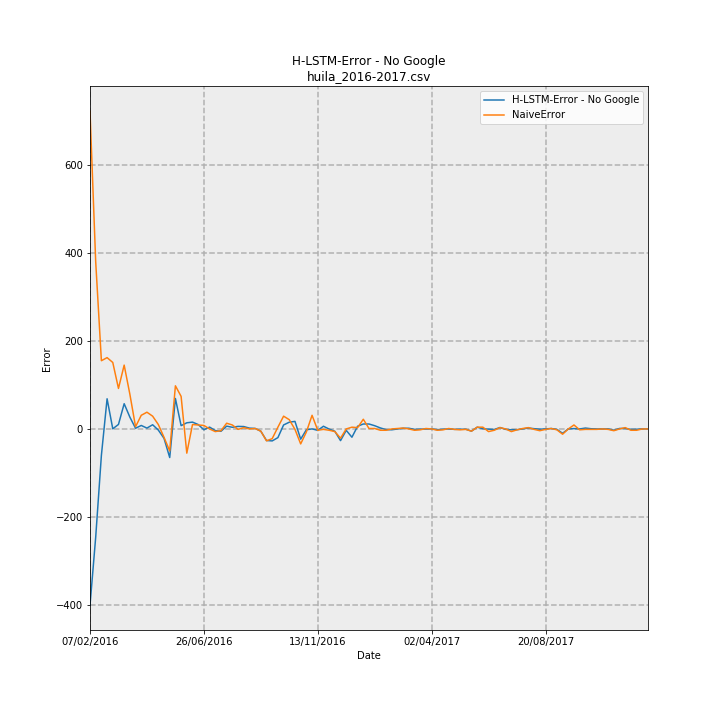 H-LSTM-Error - No Google
huila_2016-2017.csv
H-LSTM-Error - No Google
NaiveError
600
400
200
0
−200
−400
Error
07/02/2016
26/06/2016
13/11/2016
02/04/2017
20/08/2017
Date